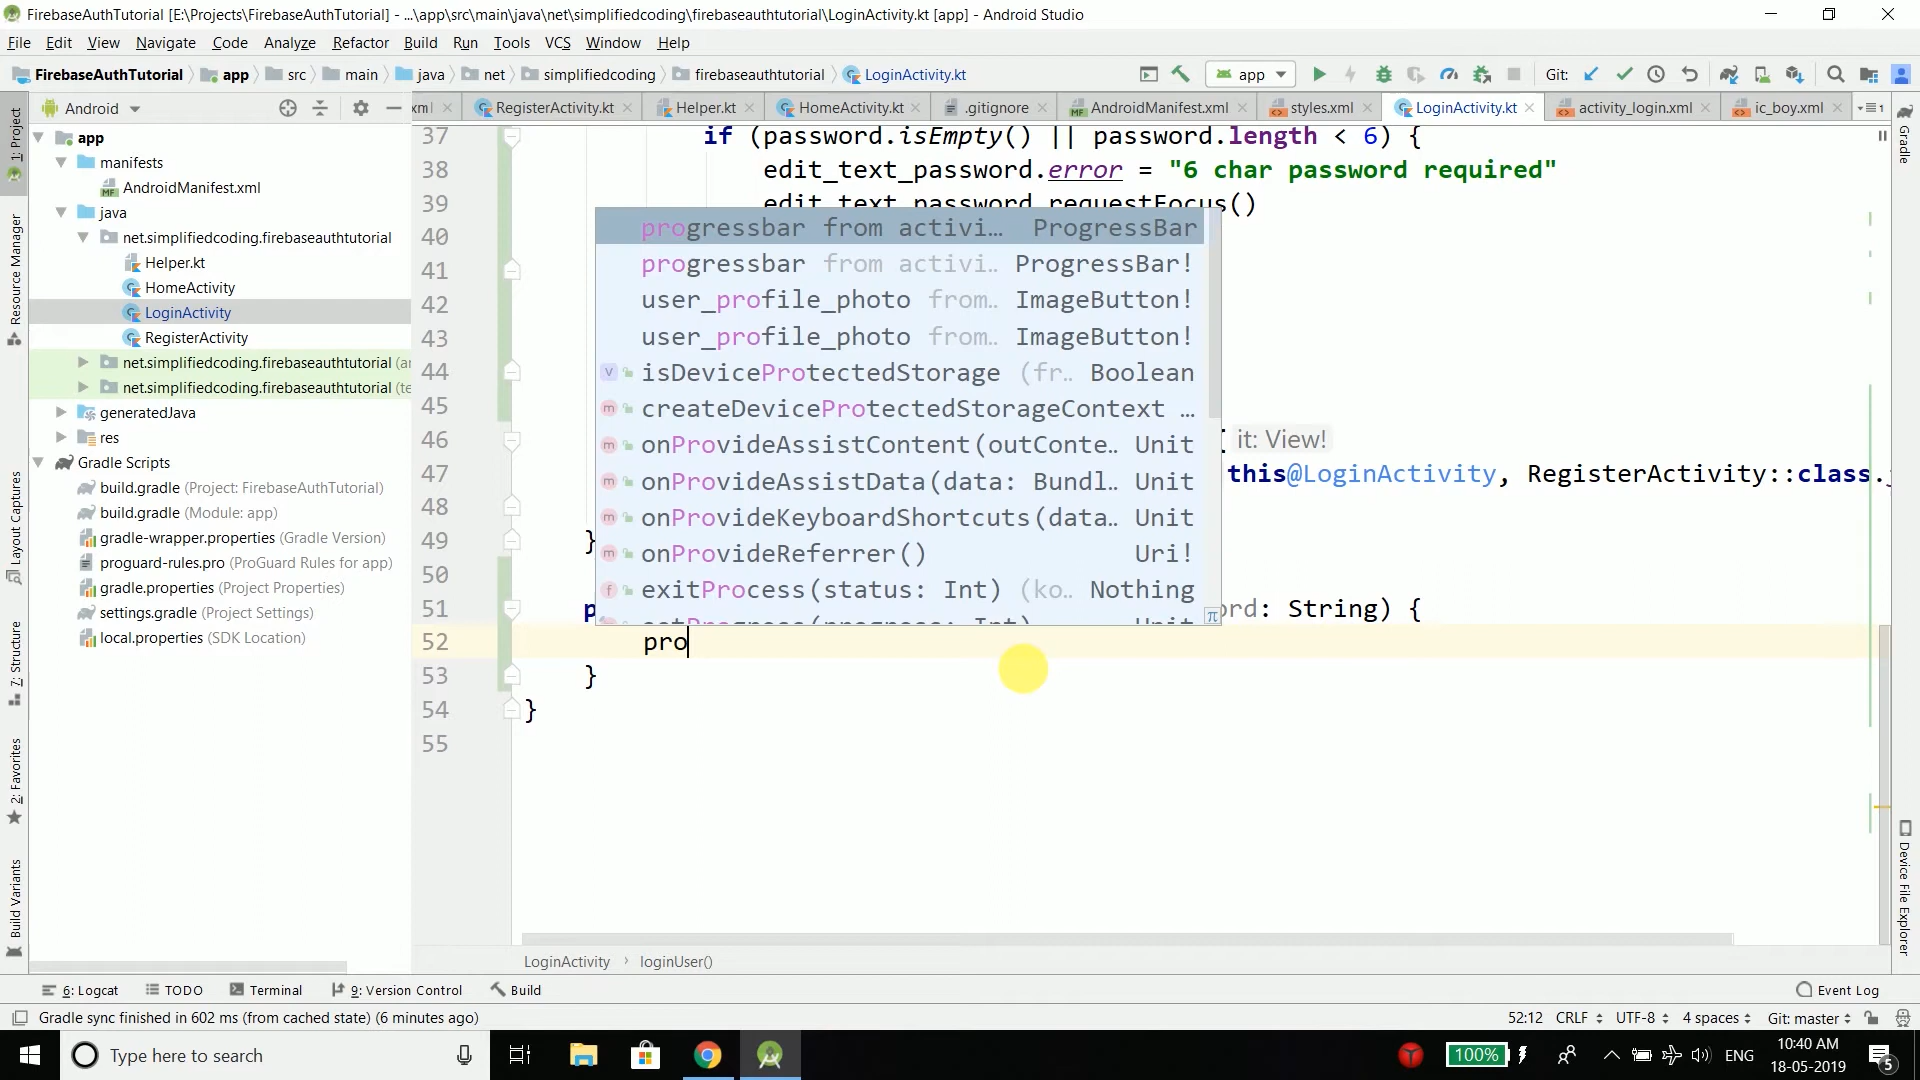 FirebaseAuthTutorial [E:\Projects\FirebaseAuthTutorial] - ...\app\src\main\java\net\simplifiedcoding\firebaseauthtutorial\LoginActivity.kt [app] - Android Studio
File Edit View Navigate Code Analyze Refactor Build Run Tools VCS Window Help
FirebaseAuthTutorial app src main java net simplifiedcoding firebaseauthtutorial LoginActivity.kt app Git:
Android
xml RegisterActivity.kt Helper.kt HomeActivity.kt .gitignore AndroidManifest.xml styles.xml LoginActivity.kt activity_login.xml ic_boy.xml
1: Project
Resource Manager
Layout Captures
7: Structure
2: Favorites
Build Variants
app
manifests
AndroidManifest.xml
java
net.simplifiedcoding.firebaseauthtutorial
Helper.kt
HomeActivity
LoginActivity
RegisterActivity
net.simplifiedcoding.firebaseauthtutorial (ar
net.simplifiedcoding.firebaseauthtutorial (te
generatedJava
res
Gradle Scripts
build.gradle (Project: FirebaseAuthTutorial)
build.gradle (Module: app)
gradle-wrapper.properties (Gradle Version)
proguard-rules.pro (ProGuard Rules for app)
gradle.properties (Project Properties)
settings.gradle (Project Settings)
local.properties (SDK Location)
37 if (password.isEmpty() || password.length < 6) {
38 edit_text_password.error = "6 char password required"
39 edit_text_password.requestFocus()
40
41
42
43
44
45
46 { it: View!
47 this@LoginActivity, RegisterActivity::class.
48
49 }
50
51 p ord: String) {
52 pro
53 }
54 }
55
progressbar from activi… ProgressBar
progressbar from activi… ProgressBar!
user_profile_photo from… ImageButton!
user_profile_photo from… ImageButton!
isDeviceProtectedStorage (fr… Boolean
createDeviceProtectedStorageContext …
onProvideAssistContent(outConte… Unit
onProvideAssistData(data: Bundl… Unit
onProvideKeyboardShortcuts(data… Unit
onProvideReferrer() Uri!
exitProcess(status: Int) (ko… Nothing
setProgress(progress: Int) Unit
π
Gradle
Device File Explorer
LoginActivity › loginUser()
6: Logcat TODO Terminal 9: Version Control Build Event Log
Gradle sync finished in 602 ms (from cached state) (6 minutes ago) 52:12 CRLF UTF-8 4 spaces Git: master
Type here to search
100% ENG
10:40 AM
18-05-2019
5